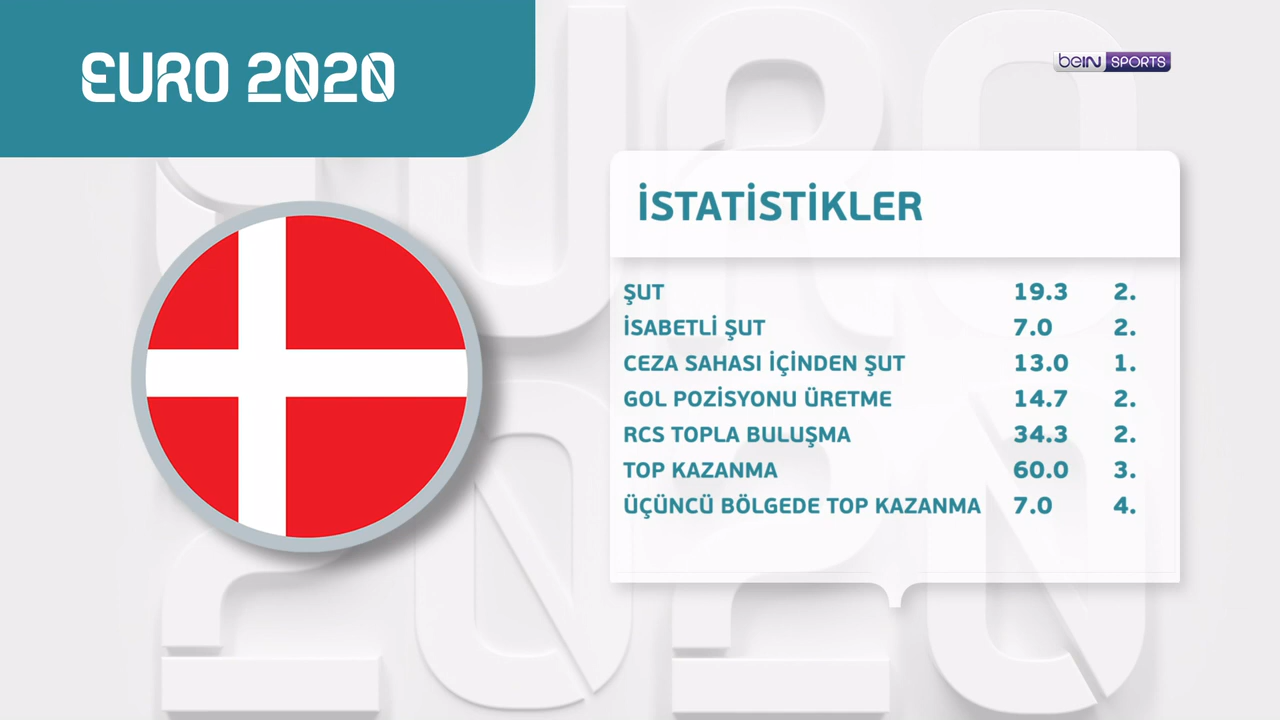 EURO 2020
beIN SPORTS
İSTATİSTİKLER
ŞUT 19.3 2.
İSABETLİ ŞUT 7.0 2.
CEZA SAHASI İÇİNDEN ŞUT 13.0 1.
GOL POZİSYONU ÜRETME 14.7 2.
RCS TOPLA BULUŞMA 34.3 2.
TOP KAZANMA 60.0 3.
ÜÇÜNCÜ BÖLGEDE TOP KAZANMA 7.0 4.